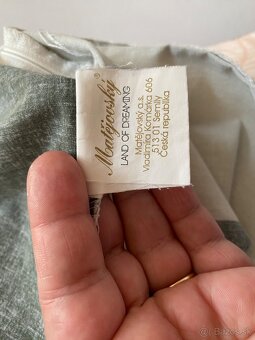 Matějovský®
LAND OF DREAMING
Matějovský a.s.
Vladimíra Komárka 606
513 01 Semily
Česká republika